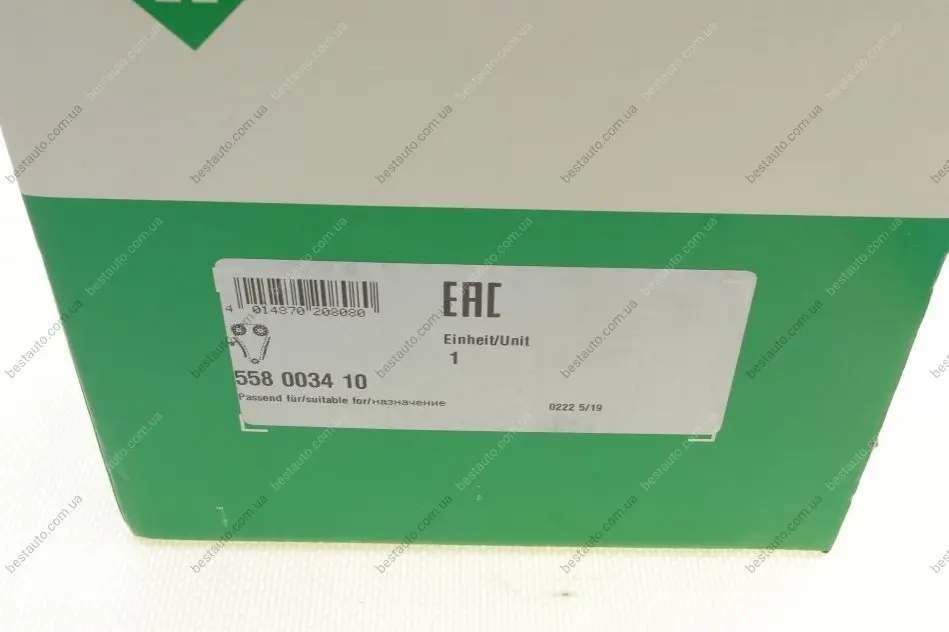 4 014870 208080
EAC
Einheit/Unit
1
558 0034 10
Passend für/suitable for/назначение
0222 5/19
bestauto.com.ua